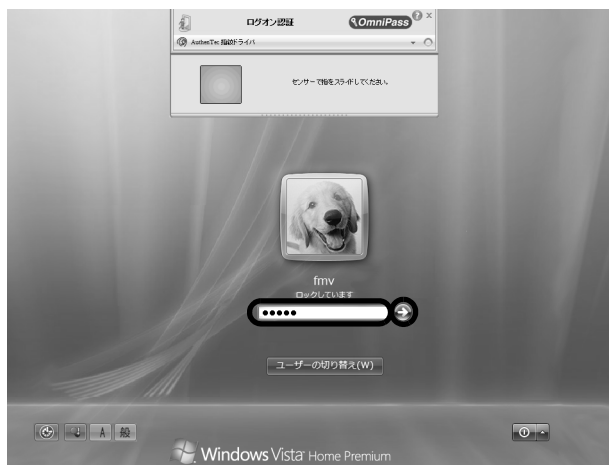 ログオン認証
OmniPass
AuthenTec 指紋ドライバ
センサーで指をスライドしてください。
fmv
ロックしています
ユーザーの切り替え(W)
A 般
Windows Vista Home Premium